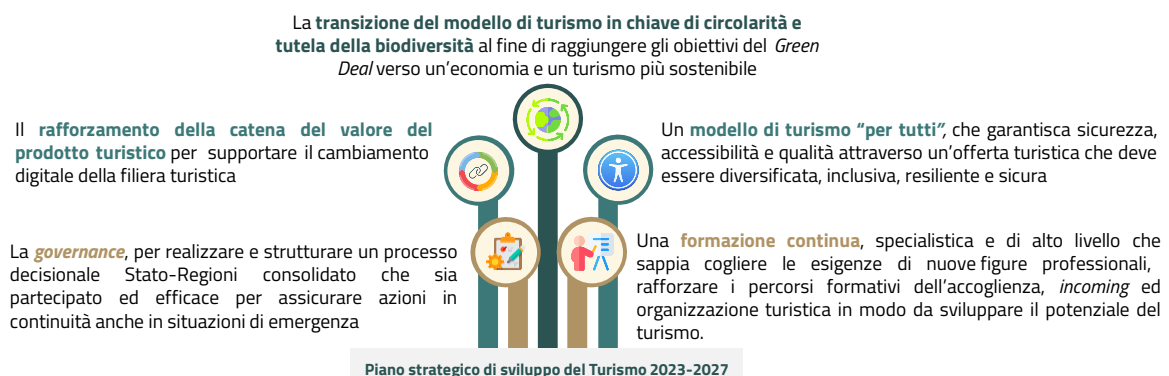 La transizione del modello di turismo in chiave di circolarità e
tutela della biodiversità al fine di raggiungere gli obiettivi del Green
Deal verso un'economia e un turismo più sostenibile
Il rafforzamento della catena del valore del
prodotto turistico per supportare il cambiamento
digitale della filiera turistica
Un modello di turismo “per tutti”, che garantisca sicurezza,
accessibilità e qualità attraverso un'offerta turistica che deve
essere diversificata, inclusiva, resiliente e sicura
La governance, per realizzare e strutturare un processo
decisionale Stato-Regioni consolidato che sia
partecipato ed efficace per assicurare azioni in
continuità anche in situazioni di emergenza
Una formazione continua, specialistica e di alto livello che
sappia cogliere le esigenze di nuove figure professionali,
rafforzare i percorsi formativi dell'accoglienza, incoming ed
organizzazione turistica in modo da sviluppare il potenziale del
turismo.
Piano strategico di sviluppo del Turismo 2023-2027